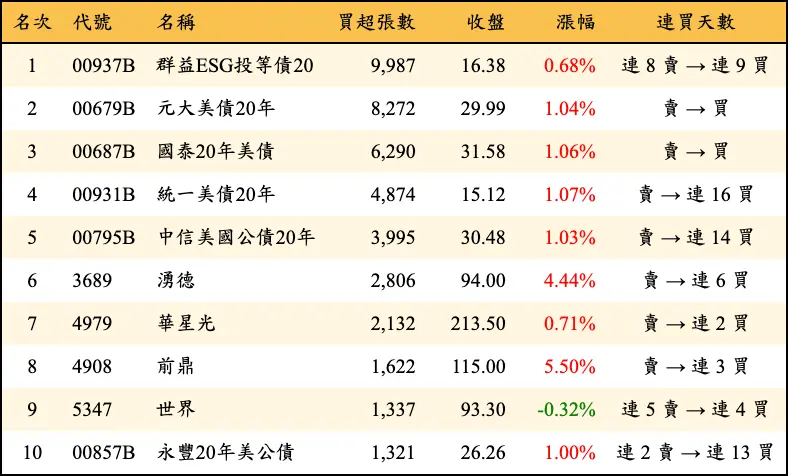 名次 代號 名稱 買超張數 收盤 漲幅 連買天數
1 00937B 群益ESG投等債20 9,987 16.38 0.68% 連 8 賣 → 連 9 買
2 00679B 元大美債20年 8,272 29.99 1.04% 賣 → 買
3 00687B 國泰20年美債 6,290 31.58 1.06% 賣 → 買
4 00931B 統一美債20年 4,874 15.12 1.07% 賣 → 連 16 買
5 00795B 中信美國公債20年 3,995 30.48 1.03% 賣 → 連 14 買
6 3689 湧德 2,806 94.00 4.44% 賣 → 連 6 買
7 4979 華星光 2,132 213.50 0.71% 賣 → 連 2 買
8 4908 前鼎 1,622 115.00 5.50% 賣 → 連 3 買
9 5347 世界 1,337 93.30 -0.32% 連 5 賣 → 連 4 買
10 00857B 永豐20年美公債 1,321 26.26 1.00% 連 2 賣 → 連 13 買